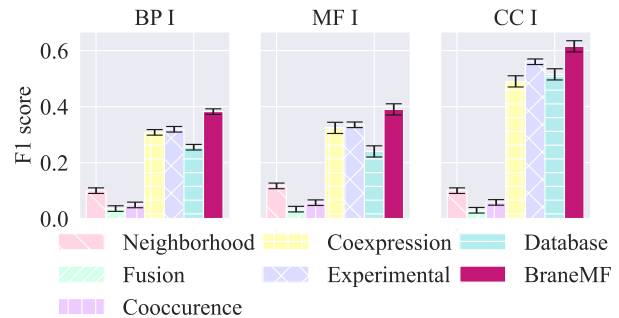 BP I MF I CC I
0.6
0.4
0.2
0.0
F1 score
Neighborhood Coexpression Database
Fusion Experimental BraneMF
Cooccurence